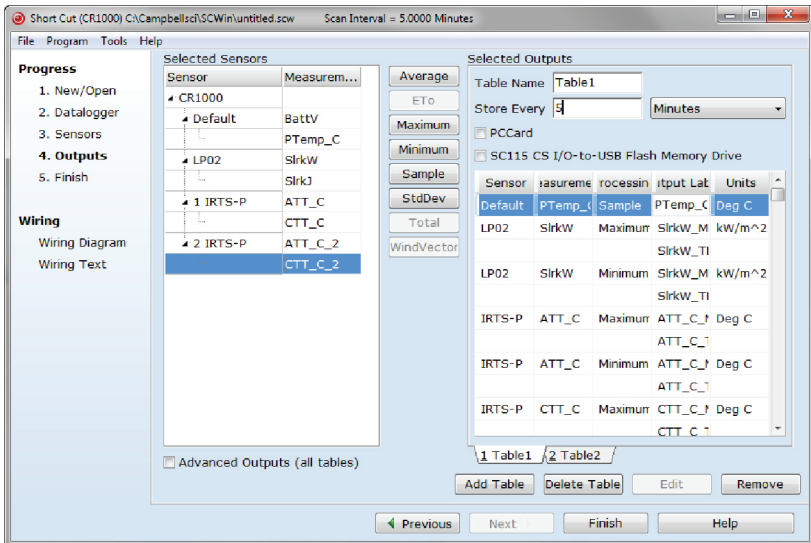 Short Cut (CR1000) C:\Campbellsci\SCWin\untitled.scw Scan Interval = 5.0000 Minutes
File Program Tools Help
Progress
1. New/Open
2. Datalogger
3. Sensors
4. Outputs
5. Finish
Wiring
Wiring Diagram
Wiring Text
Selected Sensors
Sensor Measurem...
CR1000
Default BattV
PTemp_C
LP02 SlrkW
SlrkJ
1 IRTS-P ATT_C
CTT_C
2 IRTS-P ATT_C_2
CTT_C_2
Advanced Outputs (all tables)
Average
ETo
Maximum
Minimum
Sample
StdDev
Total
WindVector
Selected Outputs
Table Name Table1
Store Every 5 Minutes
PCCard
SC115 CS I/O-to-USB Flash Memory Drive
Sensor easureme rocessin utput Lab Units
Default PTemp_C Sample PTemp_C Deg C
LP02 SlrkW Maximum SlrkW_M kW/m^2
SlrkW_TI
LP02 SlrkW Minimum SlrkW_M kW/m^2
SlrkW_TI
IRTS-P ATT_C Maximum ATT_C_M Deg C
ATT_C_T
IRTS-P ATT_C Minimum ATT_C_M Deg C
ATT_C_T
IRTS-P CTT_C Maximum CTT_C_M Deg C
CTT_C_T
1 Table1 2 Table2
Add Table Delete Table Edit Remove
Previous Next Finish Help